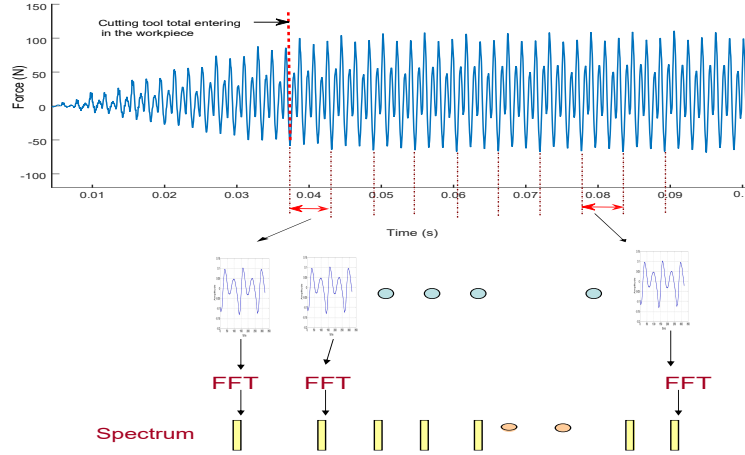 Cutting tool total entering
in the workpiece
Force (N)
150
100
50
0
-50
-100
0.01 0.02 0.03 0.04 0.05 0.06 0.07 0.08 0.09 0.
Time (s)
FFT FFT FFT
Spectrum